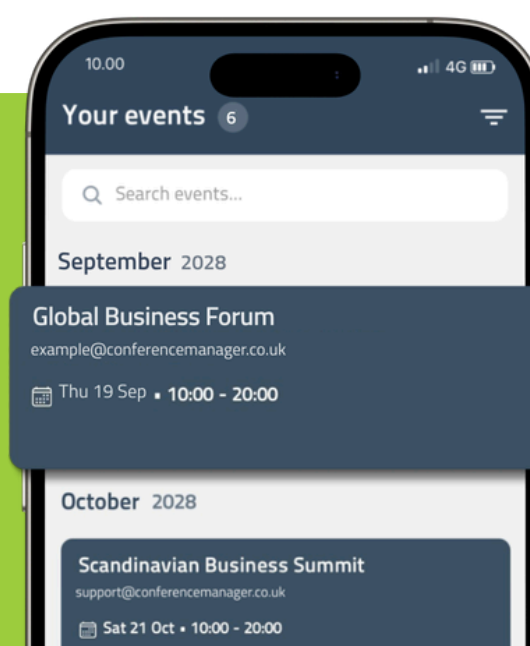 10.00 4G
Your events 6
Search events...
September 2028
Global Business Forum
example@conferencemanager.co.uk
Thu 19 Sep • 10:00 - 20:00
October 2028
Scandinavian Business Summit
support@conferencemanager.co.uk
Sat 21 Oct • 10:00 - 20:00